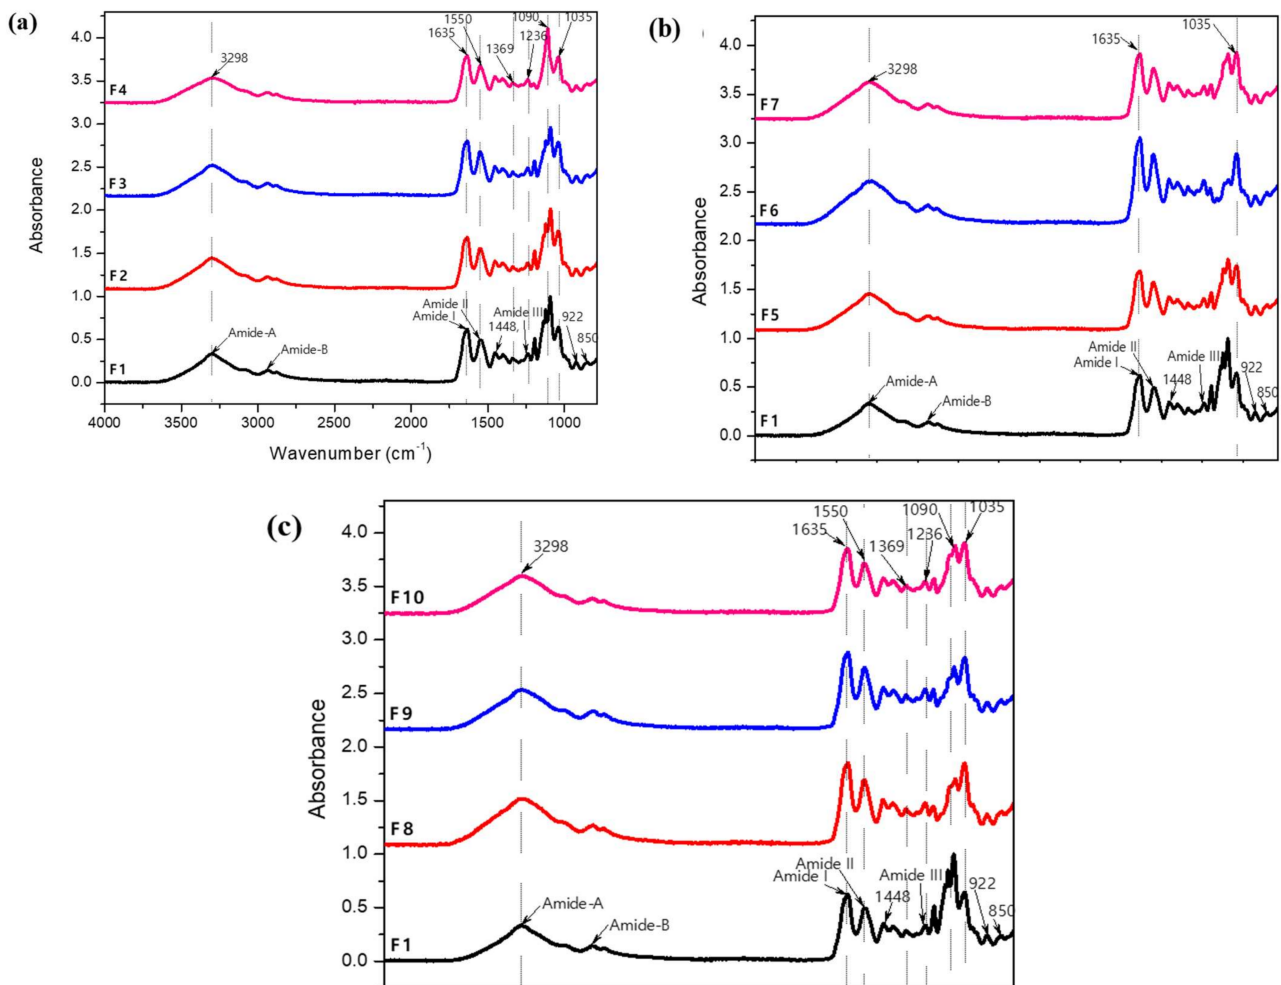 (a)
Absorbance
4.0
3.5
3.0
2.5
2.0
1.5
1.0
0.5
0.0
1550
1090
1035
1635
1369
1236
3298
F4
F3
F2
Amide II
Amide I
Amide III
1448
922
850
Amide-A
Amide-B
F1
4000
3500
3000
2500
2000
1500
1000
Wavenumber (cm⁻¹)
(b)
Absorbance
4.0
3.5
3.0
2.5
2.0
1.5
1.0
0.5
0.0
1635
1035
3298
F7
F6
F5
Amide II
Amide I
Amide III
1448
922
850
Amide-A
Amide-B
F1
(c)
Absorbance
4.0
3.5
3.0
2.5
2.0
1.5
1.0
0.5
0.0
1550
1090
1035
1635
1369
1236
3298
F10
F9
F8
Amide II
Amide I
Amide III
1448
922
850
Amide-A
Amide-B
F1